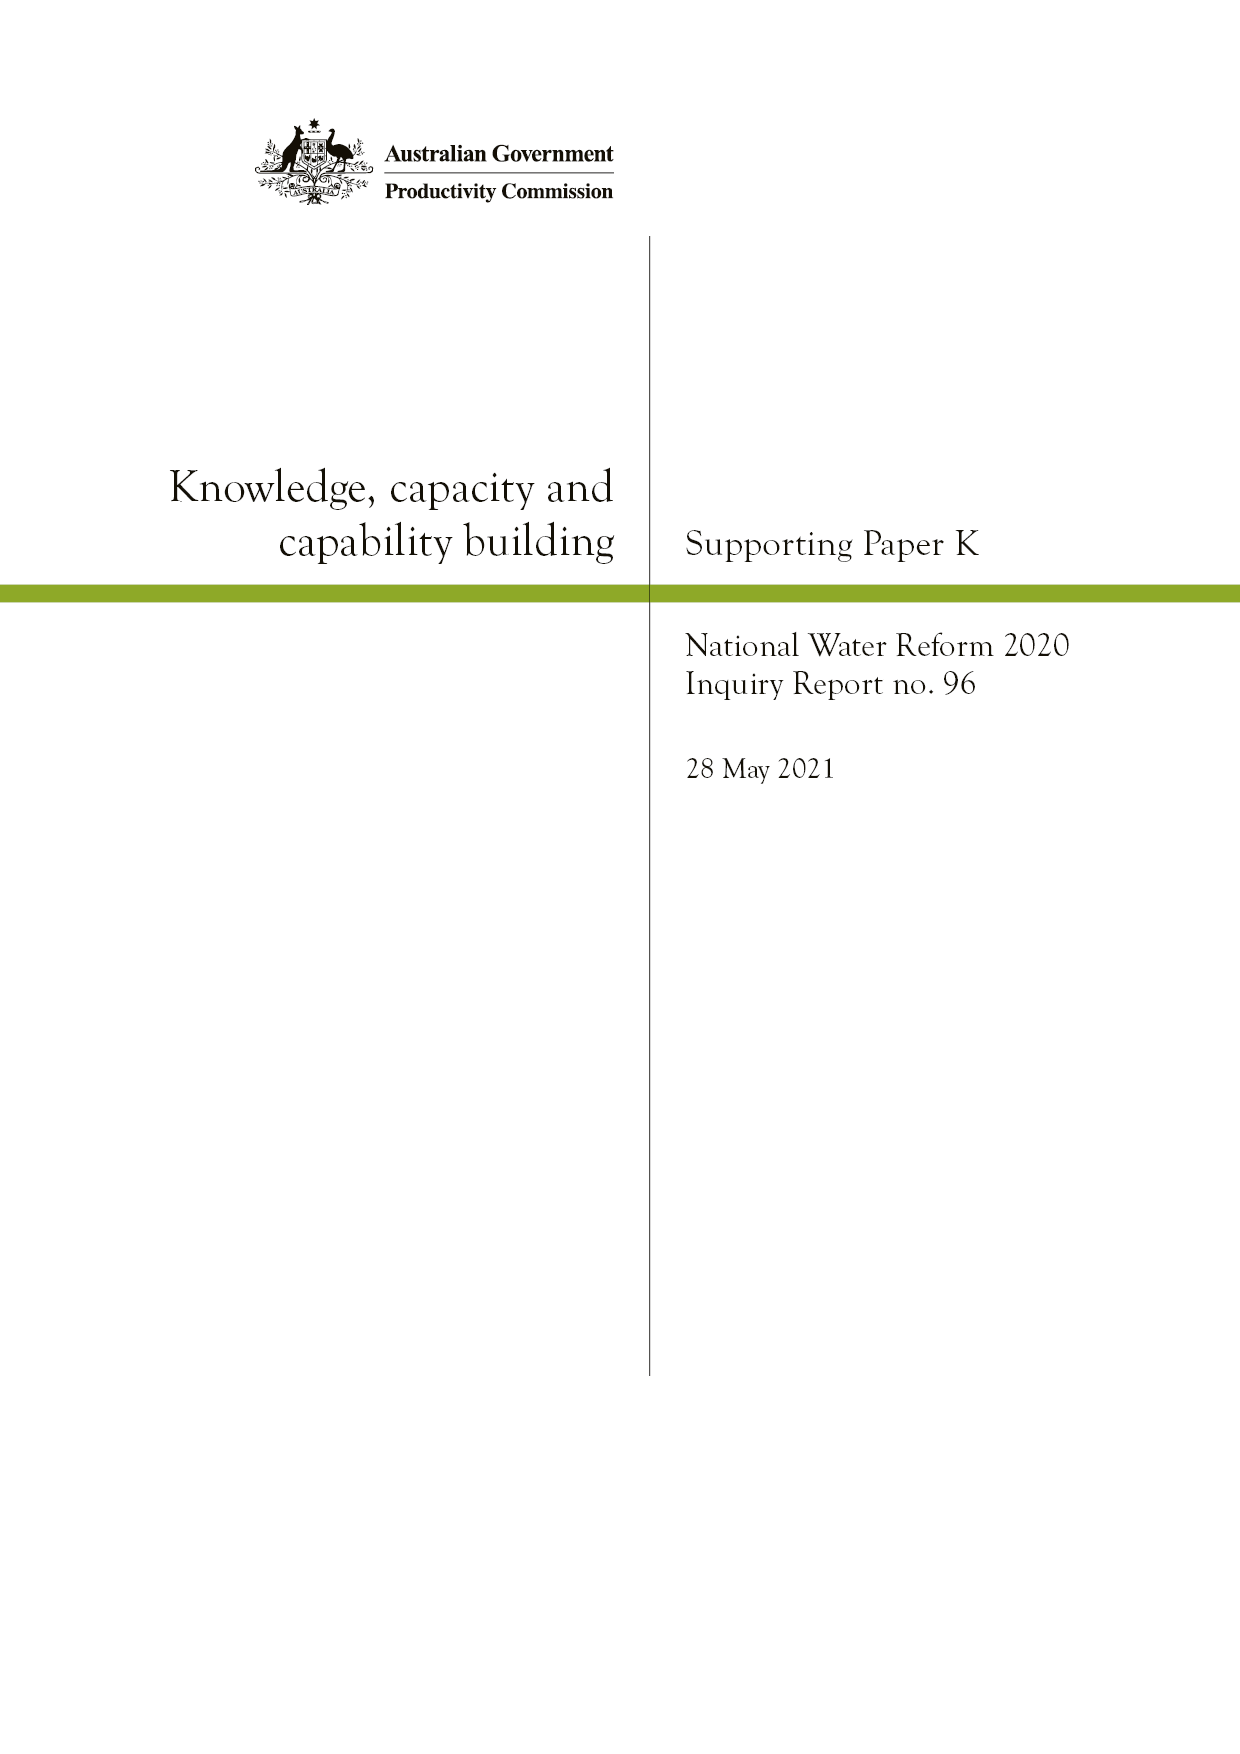 AUSTRALIA
Australian Government
Productivity Commission
Knowledge, capacity and
capability building
Supporting Paper K
National Water Reform 2020
Inquiry Report no. 96
28 May 2021